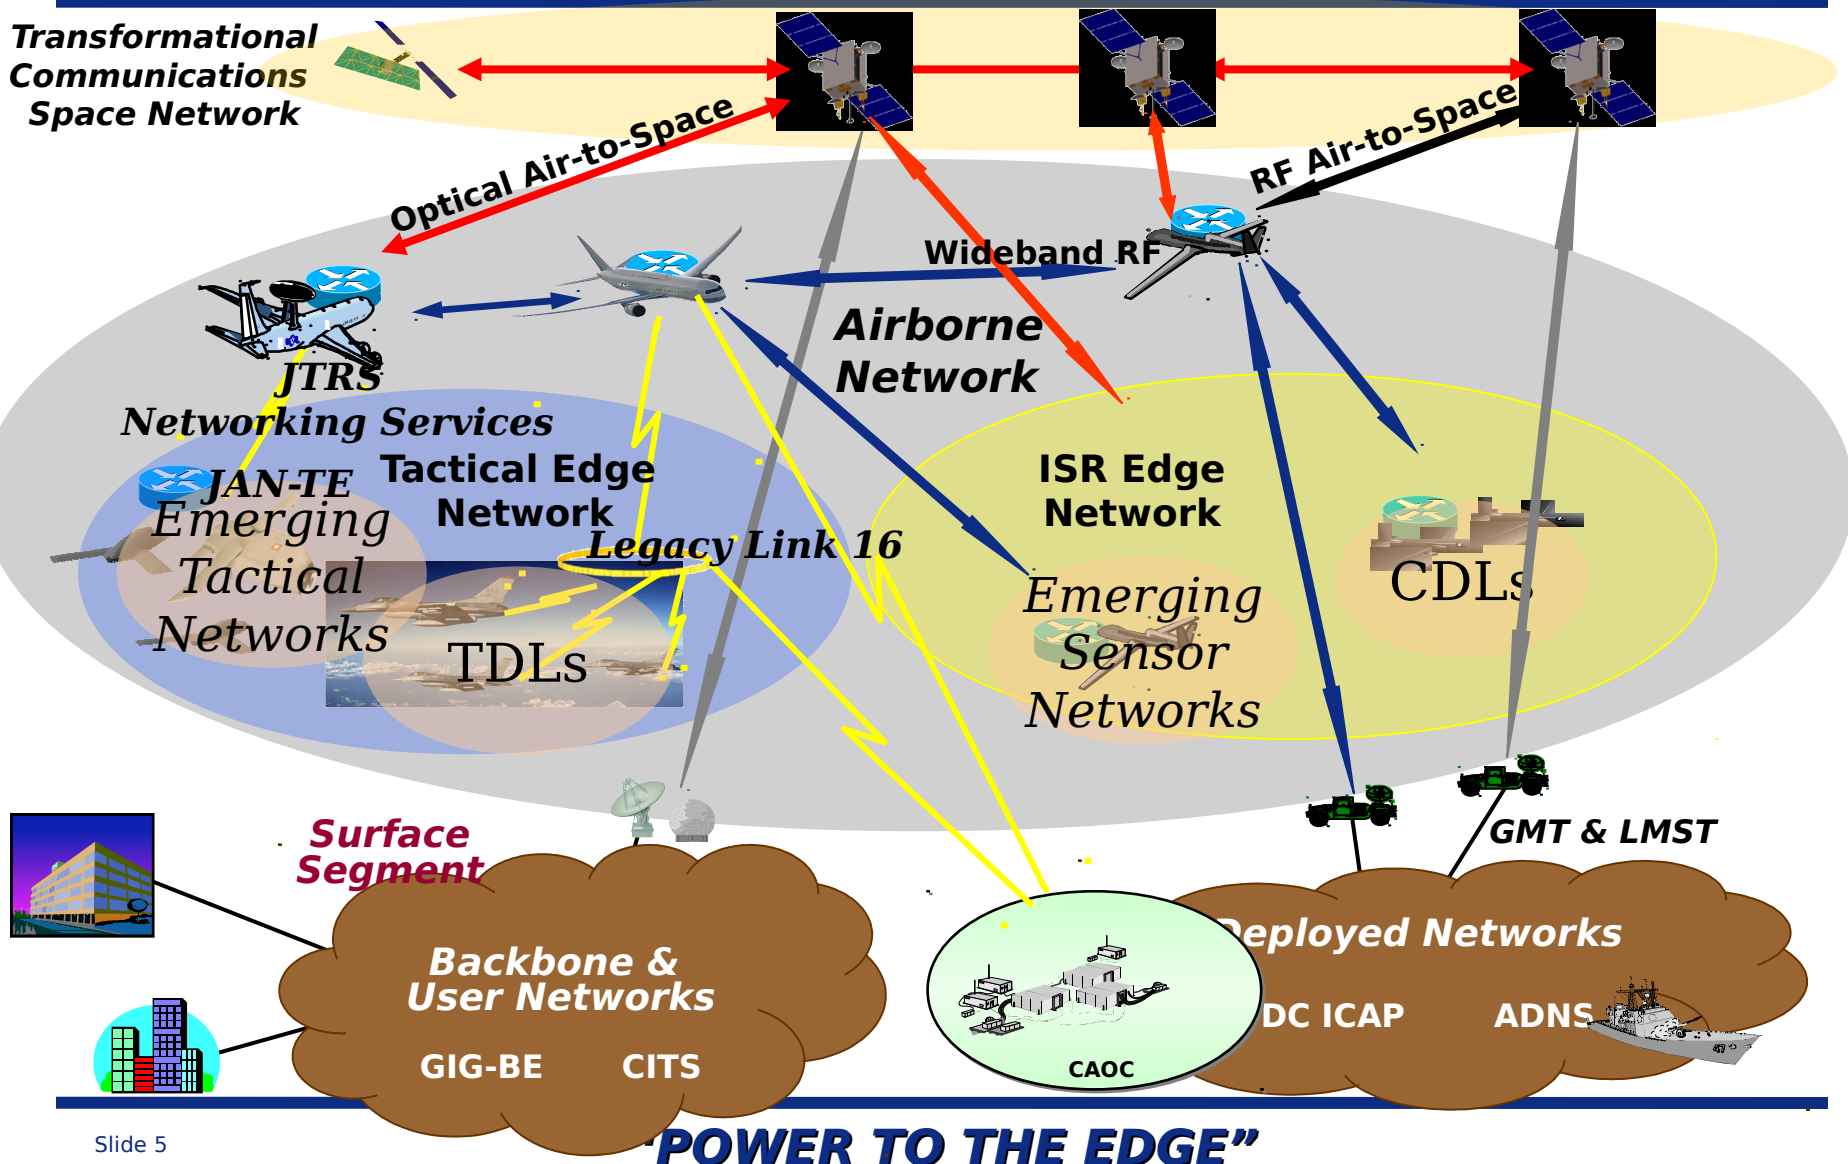 Transformational
Communications
Space Network
Optical Air-to-Space
RF Air-to-Space
Wideband RF
Airborne
Network
JTRS
Networking Services
JAN-TE
Tactical Edge
Network
ISR Edge
Network
Legacy Link 16
Emerging
Tactical
Networks
TDLs
Emerging
Sensor
Networks
CDLs
Surface
Segment
GMT & LMST
Backbone &
User Networks
GIG-BE CITS
Deployed Networks
DC ICAP ADNS
CAOC
Slide 5
"POWER TO THE EDGE”